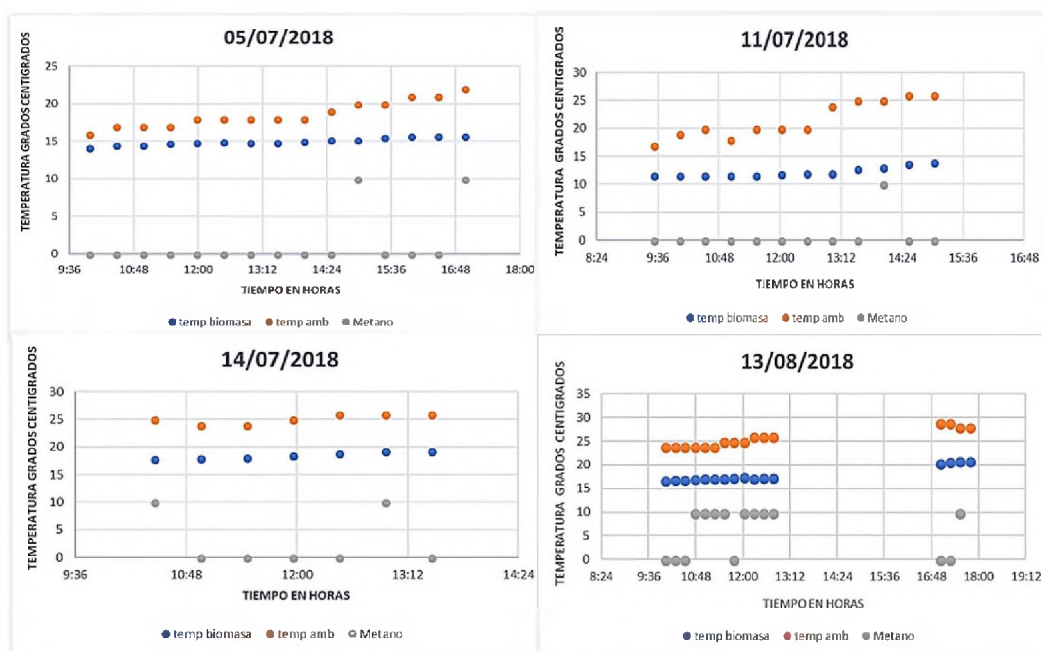 05/07/2018
TEMPERATURA GRADOS CENTIGRADOS
25
20
15
10
5
0
9:36 10:48 12:00 13:12 14:24 15:36 16:48 18:00
TIEMPO EN HORAS
temp biomasa temp amb Metano
11/07/2018
TEMPERATURA GRADOS CENTIGRADOS
30
25
20
15
10
5
0
8:24 9:36 10:48 12:00 13:12 14:24 15:36 16:48
TIEMPO EN HORAS
temp biomasa temp amb Metano
14/07/2018
TEMPERATURA GRADOS CENTIGRADOS
30
25
20
15
10
5
0
9:36 10:48 12:00 13:12 14:24
TIEMPO EN HORAS
temp biomasa temp amb Metano
13/08/2018
TEMPERATURA GRADOS CENTIGRADOS
35
30
25
20
15
10
5
0
8:24 9:36 10:48 12:00 13:12 14:24 15:36 16:48 18:00 19:12
TIEMPO EN HORAS
temp biomasa temp amb Metano